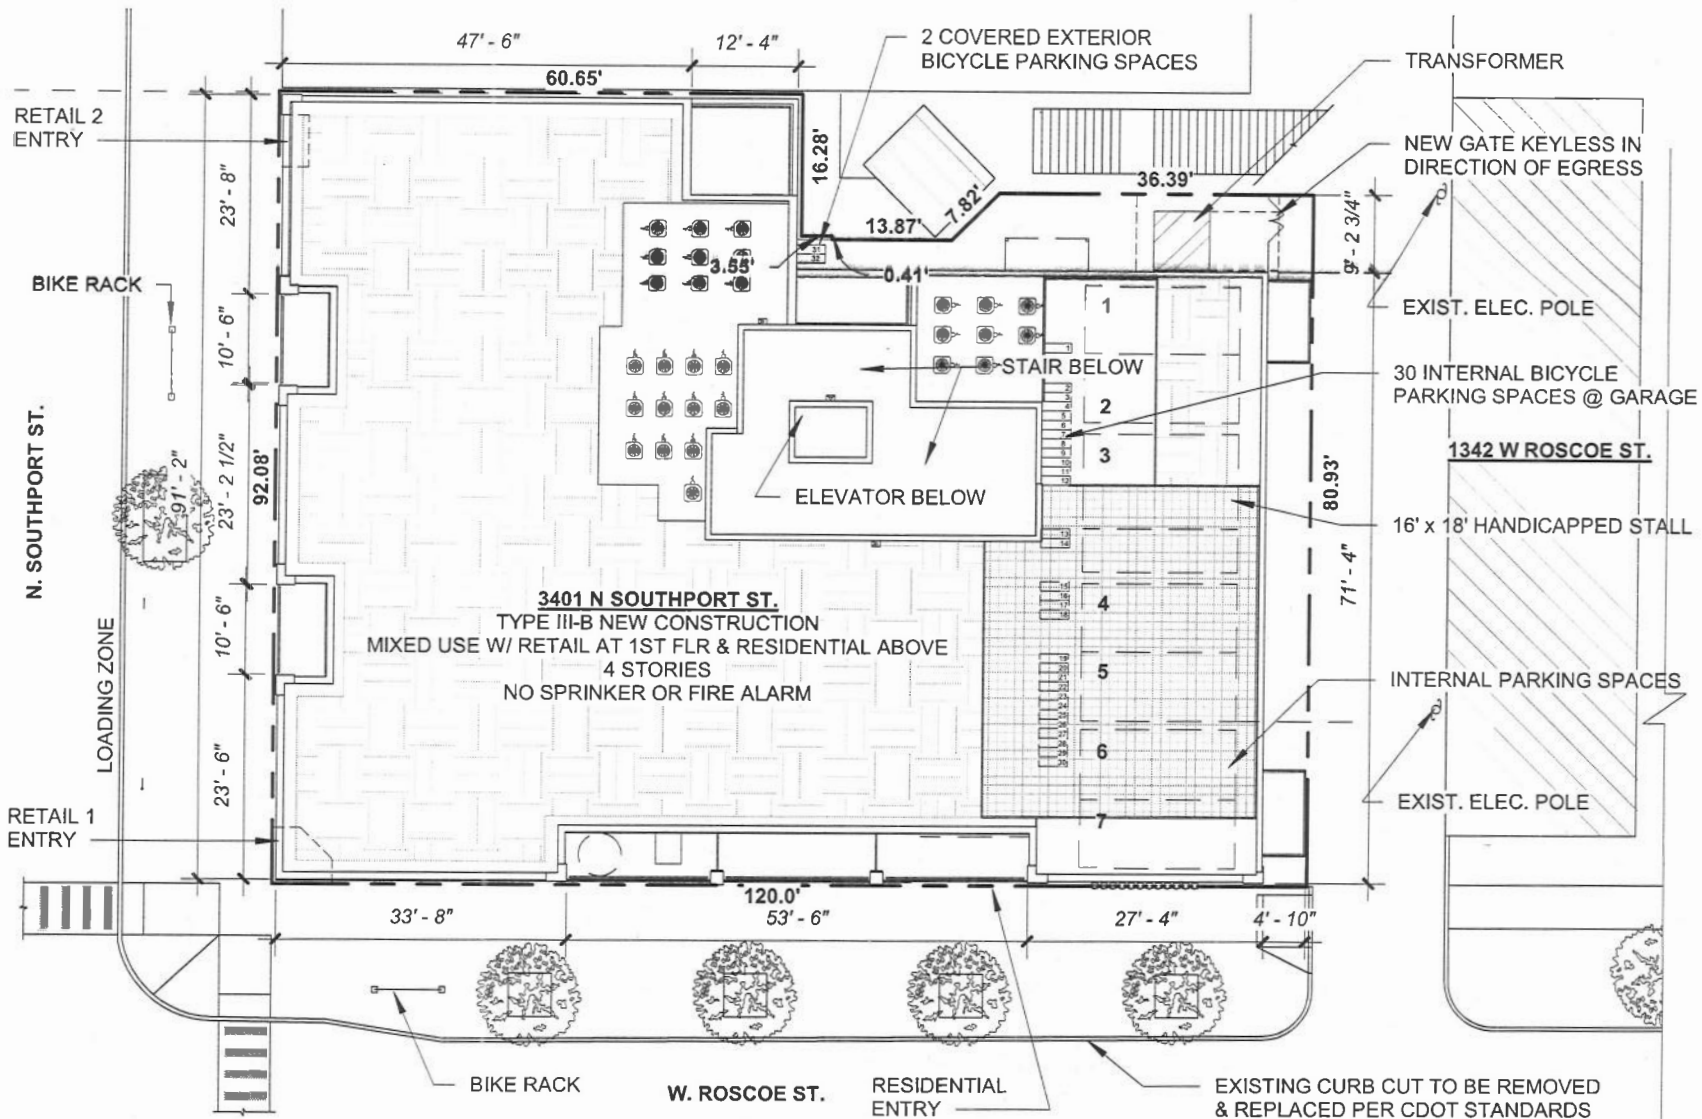 47' - 6"
12' - 4"
60.65'
2 COVERED EXTERIOR
BICYCLE PARKING SPACES
TRANSFORMER
RETAIL 2
ENTRY
NEW GATE KEYLESS IN
DIRECTION OF EGRESS
16.28'
36.39'
7.82'
13.87'
23' - 8"
31
32
3.55'
0.41'
9' - 2 3/4"
BIKE RACK
EXIST. ELEC. POLE
1
10' - 6"
STAIR BELOW
30 INTERNAL BICYCLE
PARKING SPACES @ GARAGE
2
3
1342 W ROSCOE ST.
N. SOUTHPORT ST.
91' - 2"
23' - 2 1/2"
92.08'
ELEVATOR BELOW
80.93'
16' x 18' HANDICAPPED STALL
71' - 4"
3401 N SOUTHPORT ST.
TYPE III-B NEW CONSTRUCTION
MIXED USE W/ RETAIL AT 1ST FLR & RESIDENTIAL ABOVE
4 STORIES
NO SPRINKER OR FIRE ALARM
4
10' - 6"
LOADING ZONE
5
INTERNAL PARKING SPACES
6
23' - 6"
EXIST. ELEC. POLE
RETAIL 1
ENTRY
7
120.0'
33' - 8"
53' - 6"
27' - 4"
4' - 10"
BIKE RACK
W. ROSCOE ST.
RESIDENTIAL
ENTRY
EXISTING CURB CUT TO BE REMOVED
& REPLACED PER CDOT STANDARDS